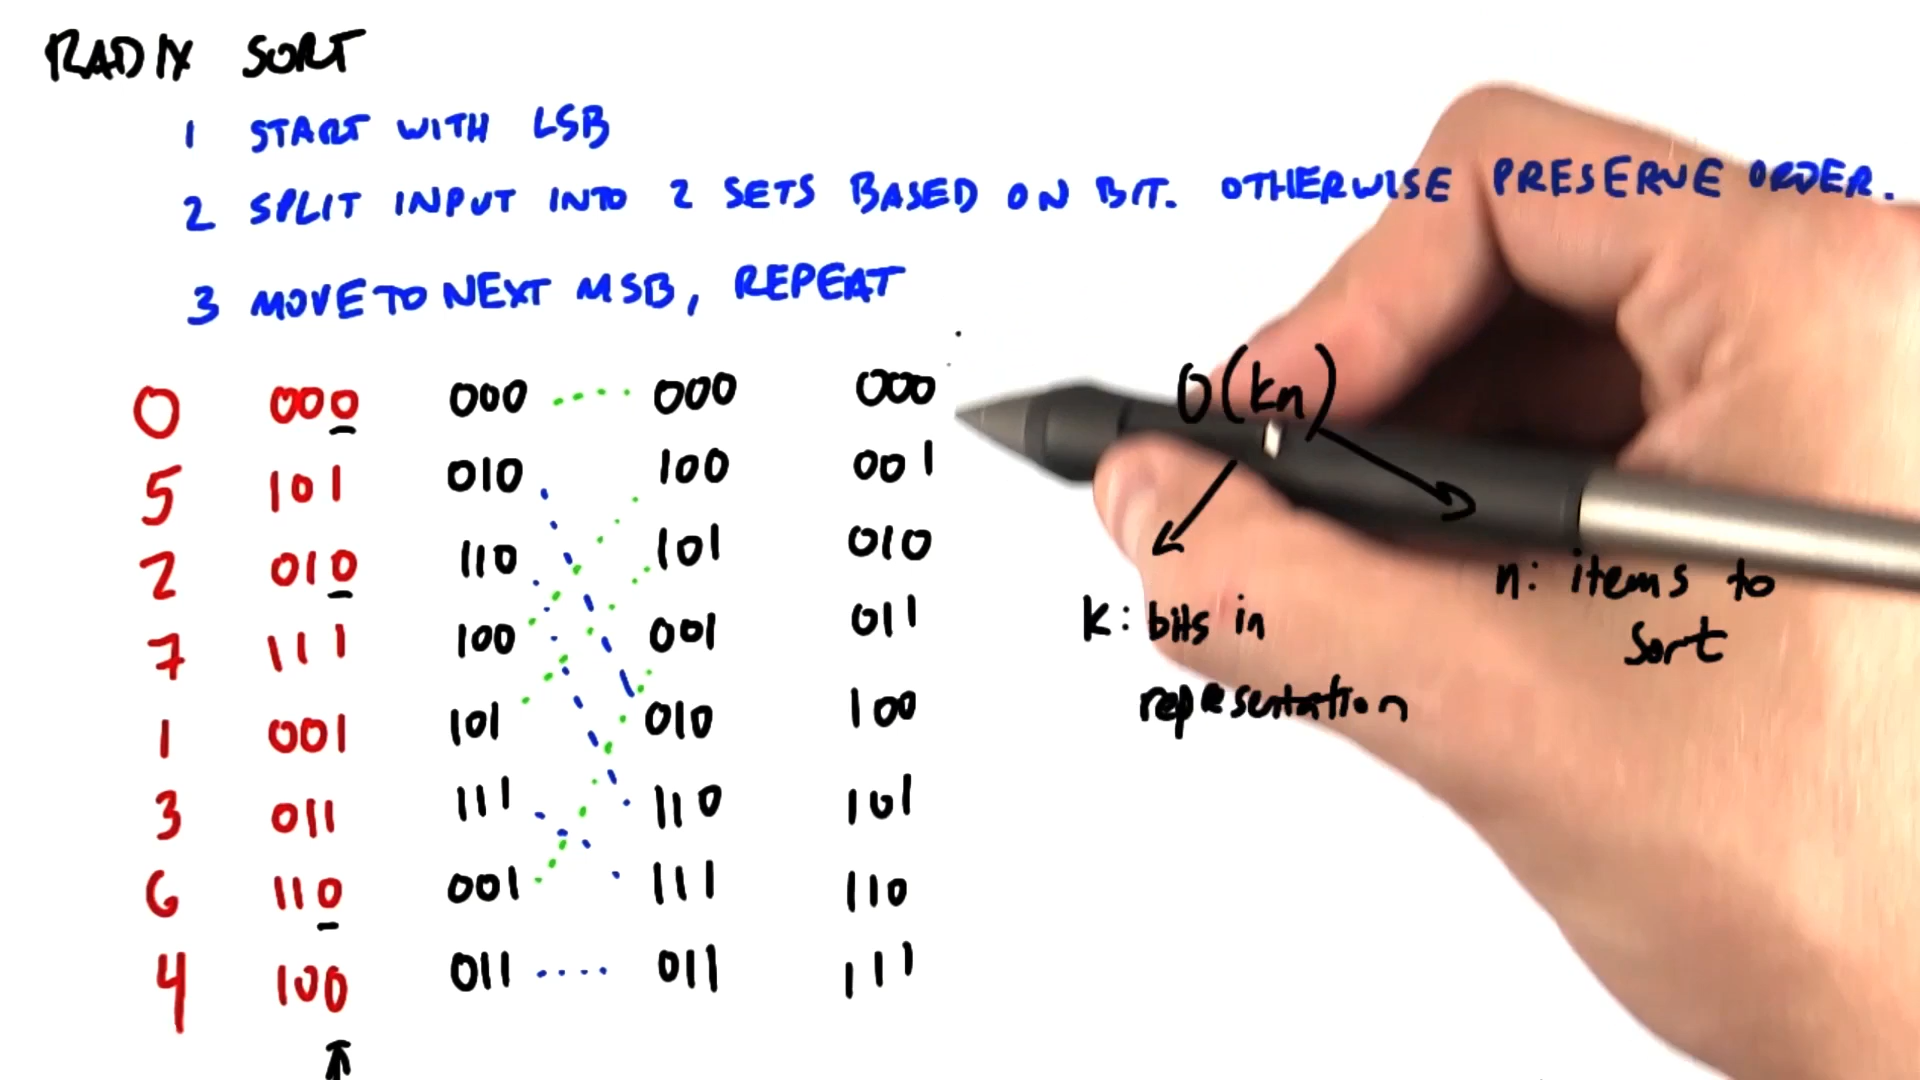 RADIX SORT
1 START WITH LSB
2 SPLIT INPUT INTO 2 SETS BASED ON BIT. OTHERWISE PRESERVE ORDER.
3 MOVE TO NEXT MSB, REPEAT
0 000 000 000 000 O(kn)
5 101 010 100 001
2 010 110 101 010
7 111 100 001 011
1 001 101 010 100
3 011 111 110 101
6 110 001 111 110
4 100 011 011 111
k: bits in
representation
n: items to
sort